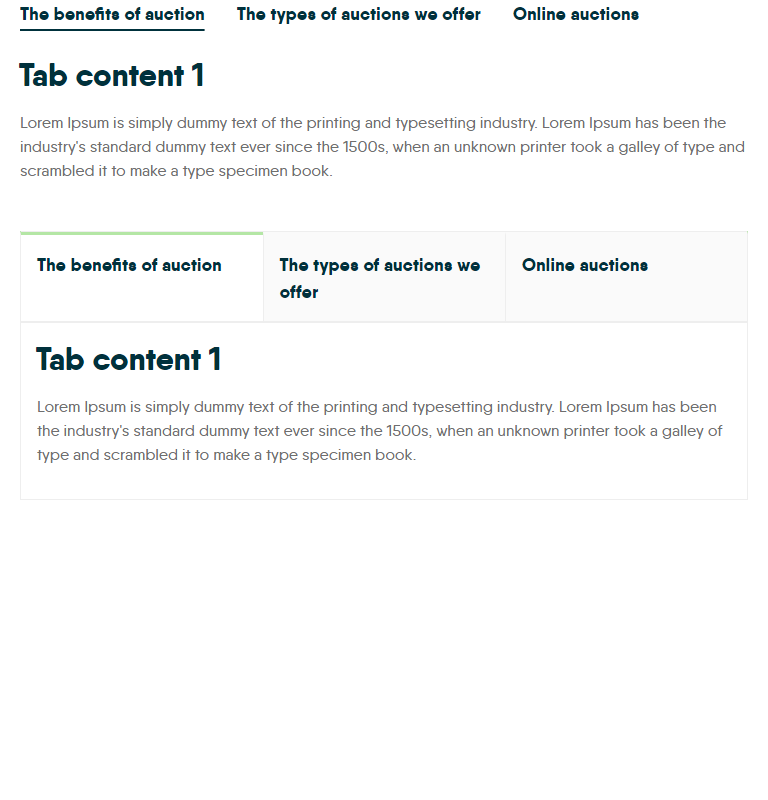 The benefits of auction The types of auctions we offer Online auctions
Tab content 1
Lorem Ipsum is simply dummy text of the printing and typesetting industry. Lorem Ipsum has been the
industry's standard dummy text ever since the 1500s, when an unknown printer took a galley of type and
scrambled it to make a type specimen book.
The benefits of auction
The types of auctions we
offer
Online auctions
Tab content 1
Lorem Ipsum is simply dummy text of the printing and typesetting industry. Lorem Ipsum has been
the industry's standard dummy text ever since the 1500s, when an unknown printer took a galley of
type and scrambled it to make a type specimen book.